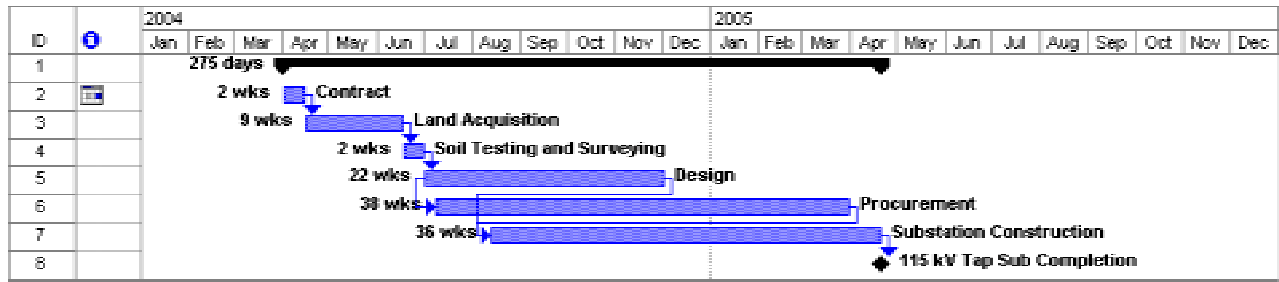 2004 2005
ID Jan Feb Mar Apr May Jun Jul Aug Sep Oct Nov Dec Jan Feb Mar Apr May Jun Jul Aug Sep Oct Nov Dec
1 275 days
2 2 wks Contract
3 9 wks Land Acquisition
4 2 wks Soil Testing and Surveying
5 22 wks Design
6 38 wks Procurement
7 36 wks Substation Construction
8 115 kV Tap Sub Completion